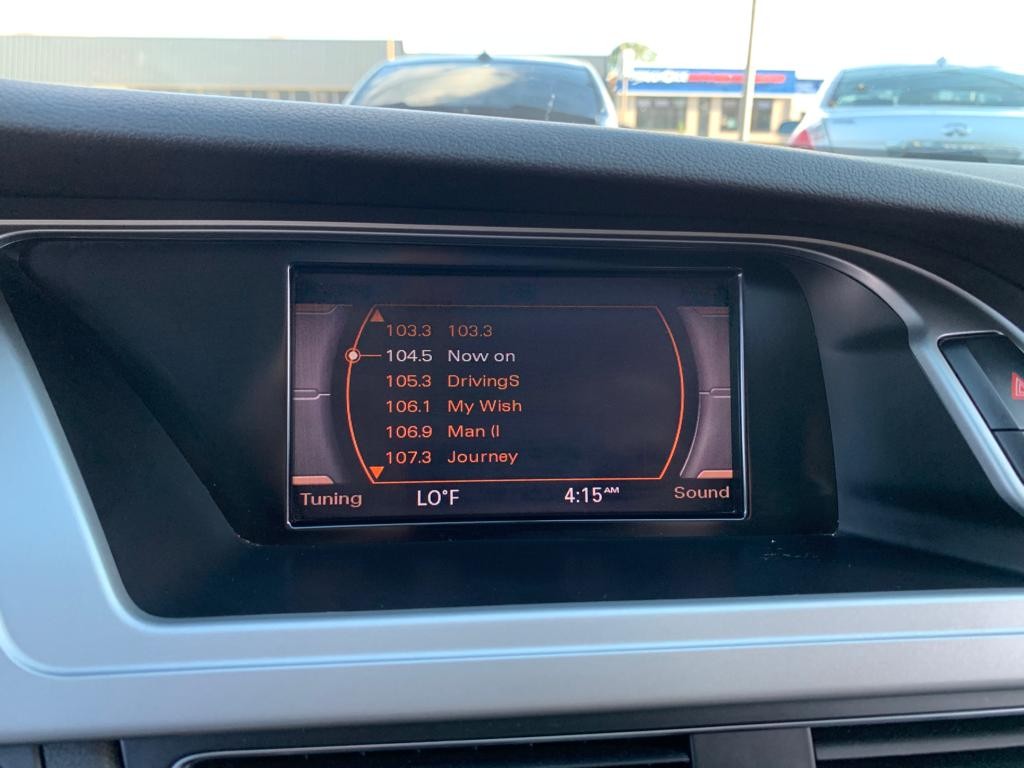 103.3 103.3
104.5 Now on
105.3 DrivingS
106.1 My Wish
106.9 Man (I
107.3 Journey
Tuning LO°F 4:15AM Sound